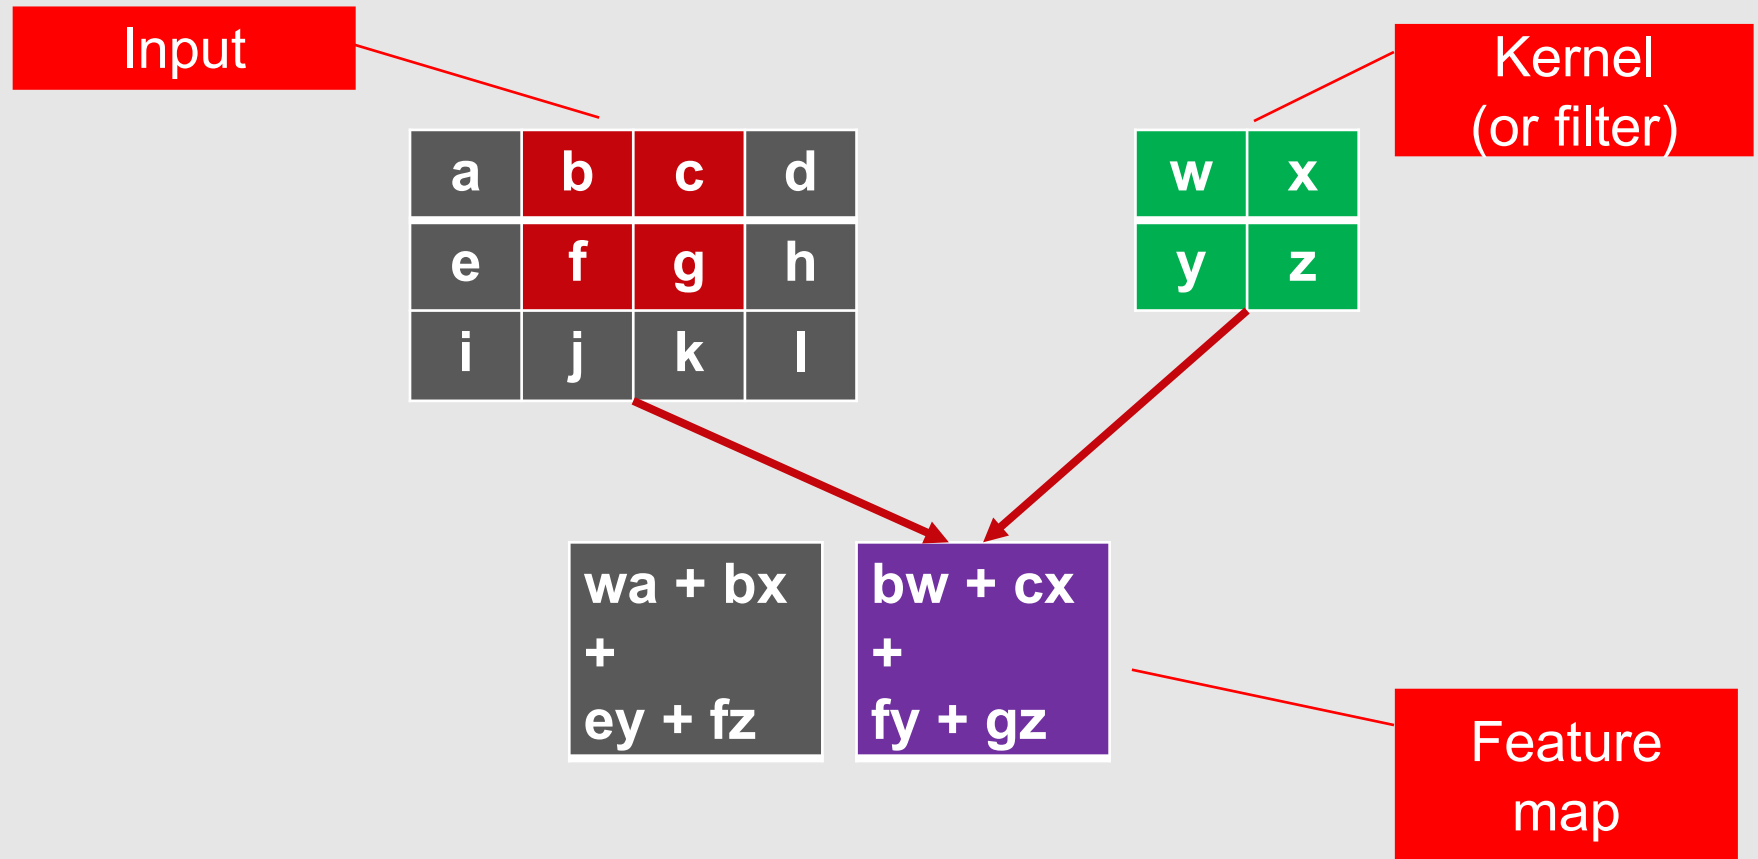 Input
Kernel
(or filter)
a b c d
w x
e f g h
y z
i j k l
wa + bx
+
ey + fz
bw + cx
+
fy + gz
Feature
map